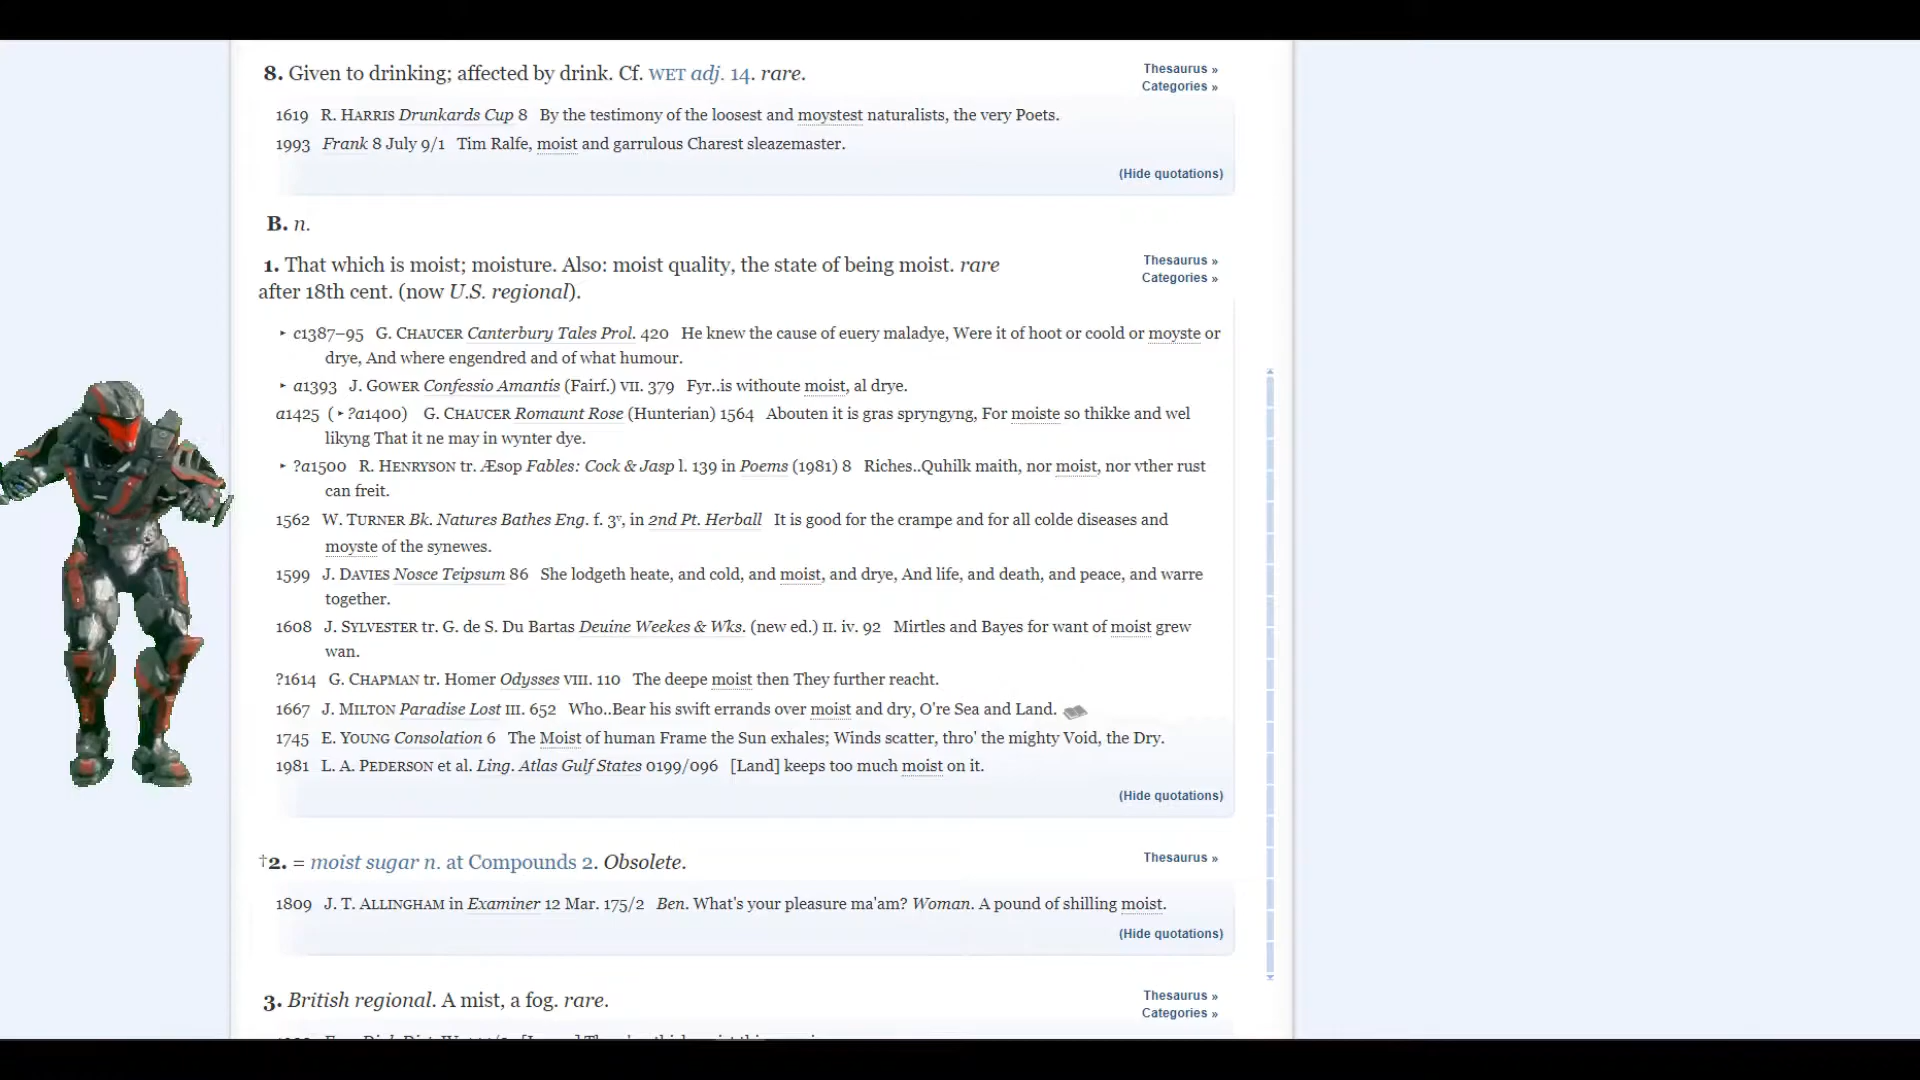 8. Given to drinking; affected by drink. Cf. WET adj. 14. rare.
Thesaurus »
Categories »
1619 R. HARRIS Drunkards Cup 8 By the testimony of the loosest and moystest naturalists, the very Poets.
1993 Frank 8 July 9/1 Tim Ralfe, moist and garrulous Charest sleazemaster.
(Hide quotations)
B. n.
1. That which is moist; moisture. Also: moist quality, the state of being moist. rare
after 18th cent. (now U.S. regional).
Thesaurus »
Categories »
‣ c1387–95 G. CHAUCER Canterbury Tales Prol. 420 He knew the cause of euery maladye, Were it of hoot or coold or moyste or
drye, And where engendred and of what humour.
‣ a1393 J. GOWER Confessio Amantis (Fairf.) VII. 379 Fyr..is withoute moist, al drye.
a1425 (‣?a1400) G. CHAUCER Romaunt Rose (Hunterian) 1564 Abouten it is gras spryngyng, For moiste so thikke and wel
likyng That it ne may in wynter dye.
‣ ?a1500 R. HENRYSON tr. Æsop Fables: Cock & Jasp l. 139 in Poems (1981) 8 Riches..Quhilk maith, nor moist, nor vther rust
can freit.
1562 W. TURNER Bk. Natures Bathes Eng. f. 3ᵛ, in 2nd Pt. Herball It is good for the crampe and for all colde diseases and
moyste of the synewes.
1599 J. DAVIES Nosce Teipsum 86 She lodgeth heate, and cold, and moist, and drye, And life, and death, and peace, and warre
together.
1608 J. SYLVESTER tr. G. de S. Du Bartas Deuine Weekes & Wks. (new ed.) II. iv. 92 Mirtles and Bayes for want of moist grew
wan.
?1614 G. CHAPMAN tr. Homer Odysses VIII. 110 The deepe moist then They further reacht.
1667 J. MILTON Paradise Lost III. 652 Who..Bear his swift errands over moist and dry, O're Sea and Land.
1745 E. YOUNG Consolation 6 The Moist of human Frame the Sun exhales; Winds scatter, thro' the mighty Void, the Dry.
1981 L. A. PEDERSON et al. Ling. Atlas Gulf States 0199/096 [Land] keeps too much moist on it.
(Hide quotations)
†2. = moist sugar n. at Compounds 2. Obsolete.
Thesaurus »
1809 J. T. ALLINGHAM in Examiner 12 Mar. 175/2 Ben. What's your pleasure ma'am? Woman. A pound of shilling moist.
(Hide quotations)
3. British regional. A mist, a fog. rare.
Thesaurus »
Categories »